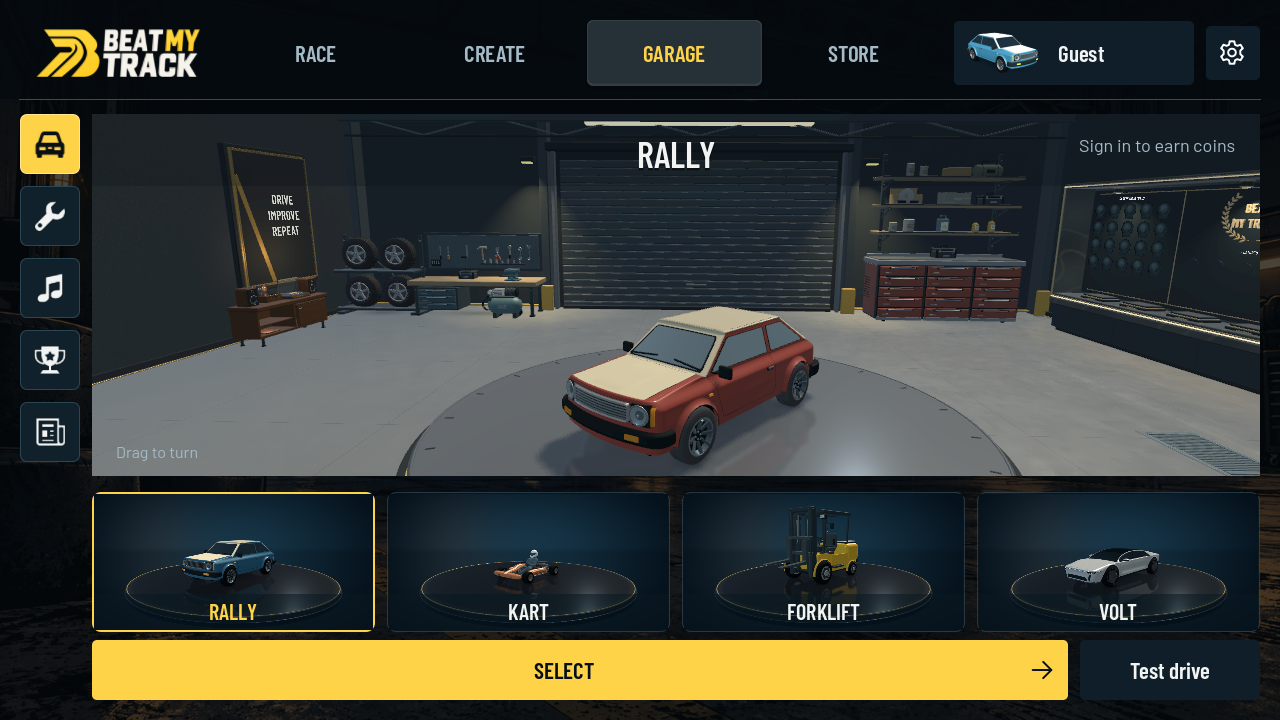 BEAT MY
TRACK
RACE
CREATE
GARAGE
STORE
Guest
RALLY
Sign in to earn coins
DRIVE
IMPROVE
REPEAT
Drag to turn
RALLY
KART
FORKLIFT
VOLT
SELECT
Test drive